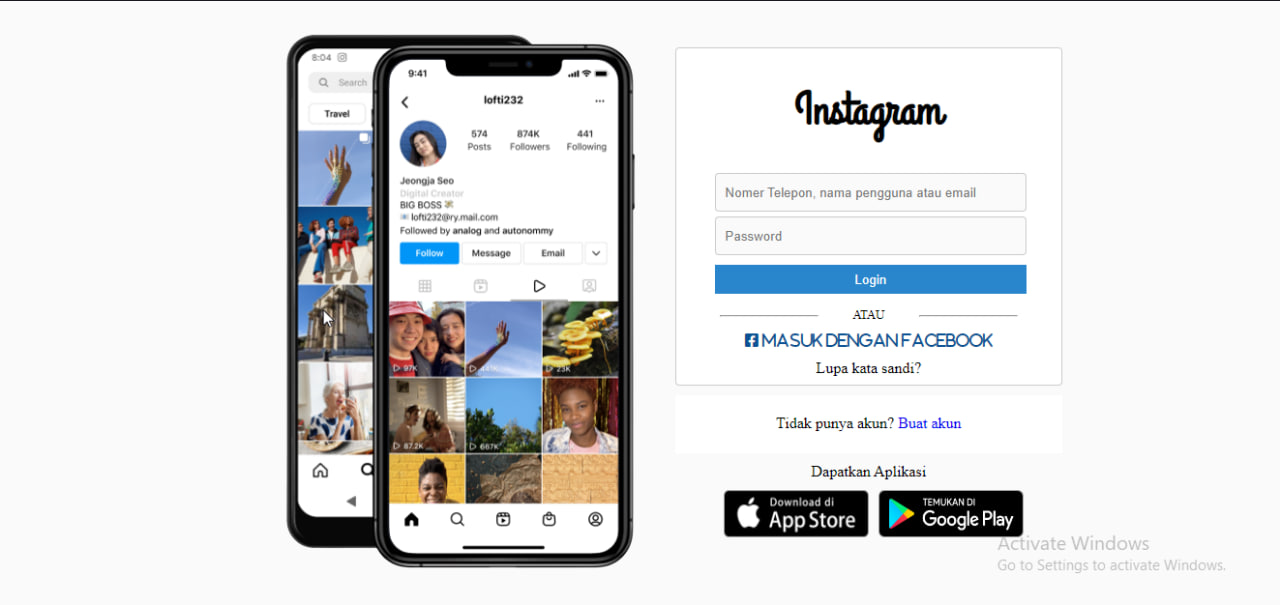 8:04
Search
Travel
9:41
lofti232
574
Posts
874K
Followers
441
Following
Jeongja Seo
Digital Creator
BIG BOSS
lofti232@ry.mail.com
Followed by analog and autonommy
Follow
Message
Email
97K
441K
23K
87.2K
667K
Instagram
Nomer Telepon, nama pengguna atau email
Password
Login
ATAU
MASUK DENGAN FACEBOOK
Lupa kata sandi?
Tidak punya akun? Buat akun
Dapatkan Aplikasi
Download di
App Store
TEMUKAN DI
Google Play
Activate Windows
Go to Settings to activate Windows.